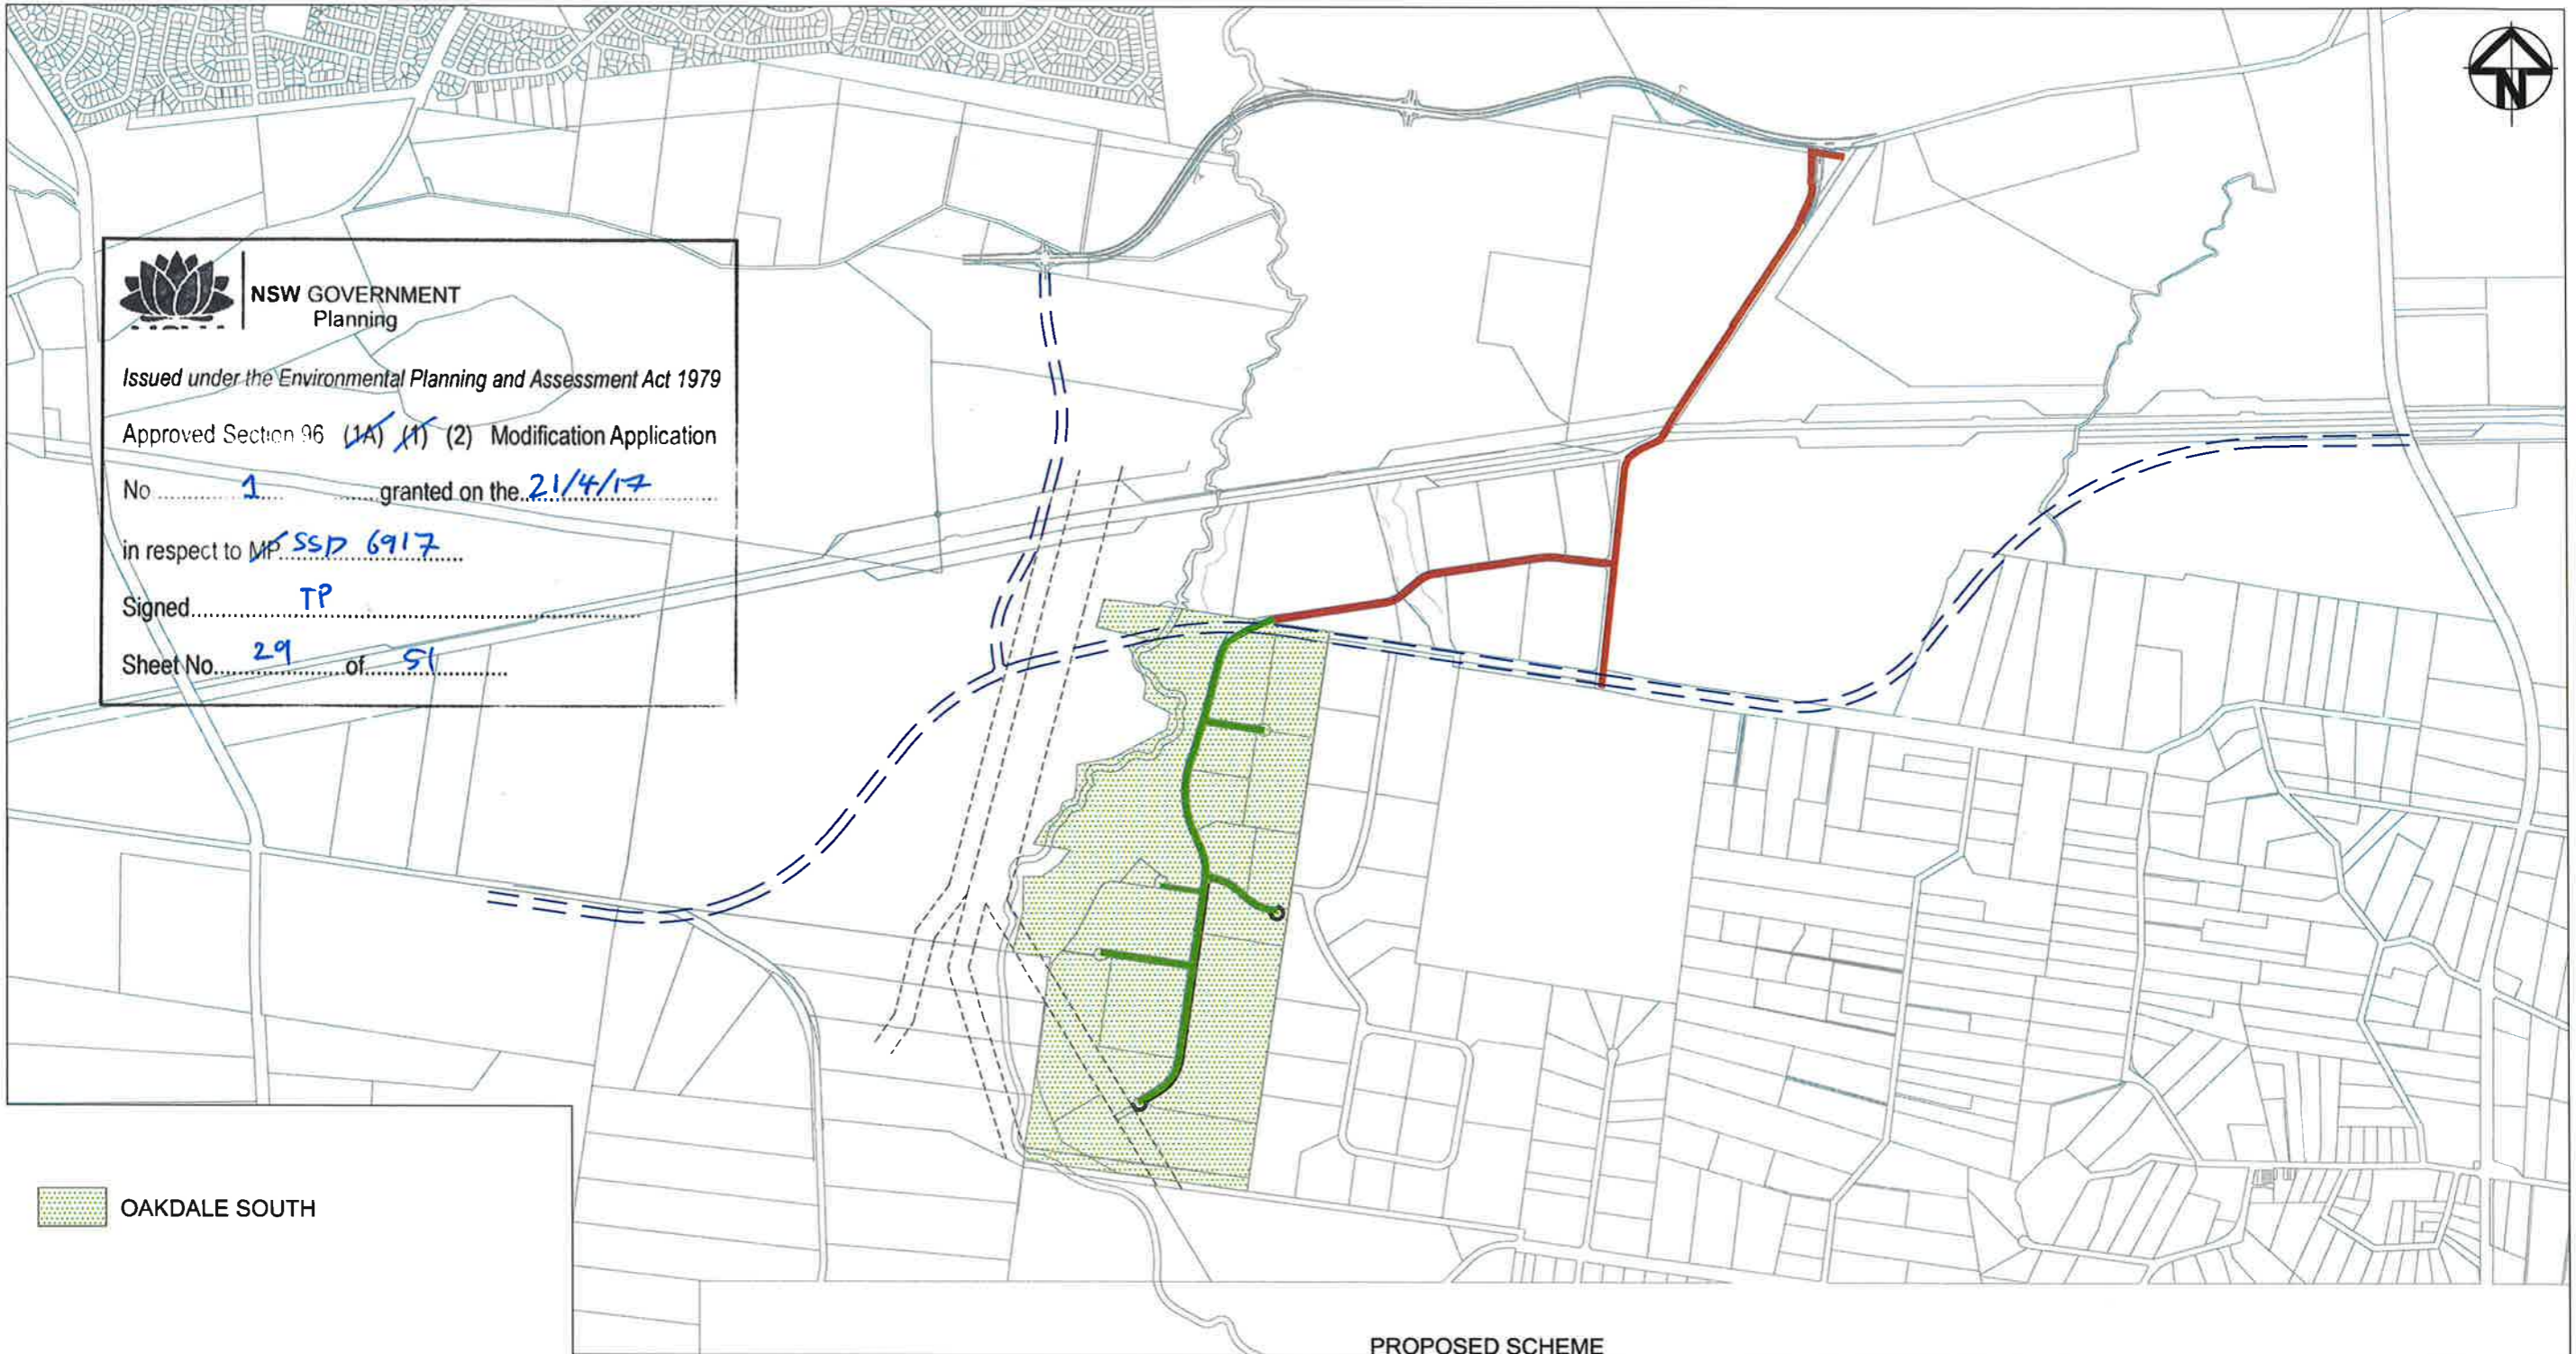 N
NSW GOVERNMENT
Planning
Issued under the Environmental Planning and Assessment Act 1979
Approved Section 96 (1A) (1) (2) Modification Application
No 1 granted on the 21/4/17
in respect to MP SSD 6917
Signed TP
Sheet No. 29 of 51
OAKDALE SOUTH
PROPOSED SCHEME